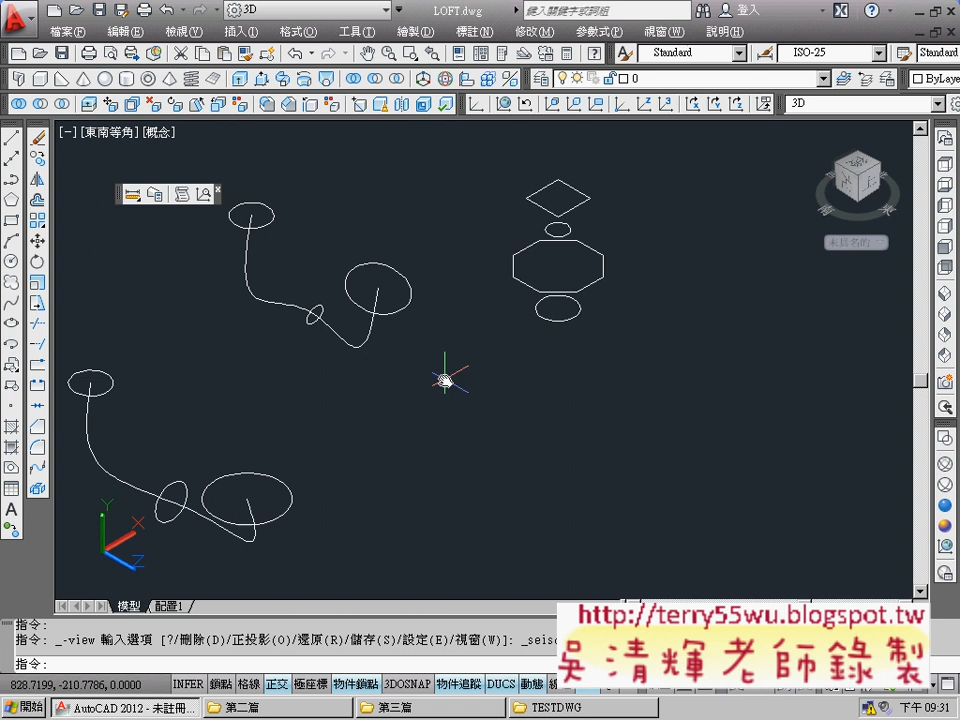 3D
LOFT.dwg
鍵入關鍵字或詞組
登入
檔案(F)
編輯(E)
檢視(V)
插入(I)
格式(O)
工具(T)
繪製(D)
標註(N)
修改(M)
參數式(P)
視窗(W)
說明(H)
Standard
ISO-25
Standard
0
ByLaye
3D
[−][東南等角][概念]
南
東
未具名的
Y
X
Z
模型
配置1
指令:
指令: _-view 輸入選項 [?/刪除(D)/正投影(O)/還原(R)/儲存(S)/設定(E)/視窗(W)]: _seiso
指令:
http://terry55wu.blogspot.tw
吳清輝老師錄製
828.7199, -210.7786, 0.0000
INFER
鎖點
格線
正交
極座標
物件鎖點
3DOSNAP
物件追蹤
DUCS
動態
開始
AutoCAD 2012 - 未註冊...
第二篇
第三篇
TESTDWG
下午 09:31